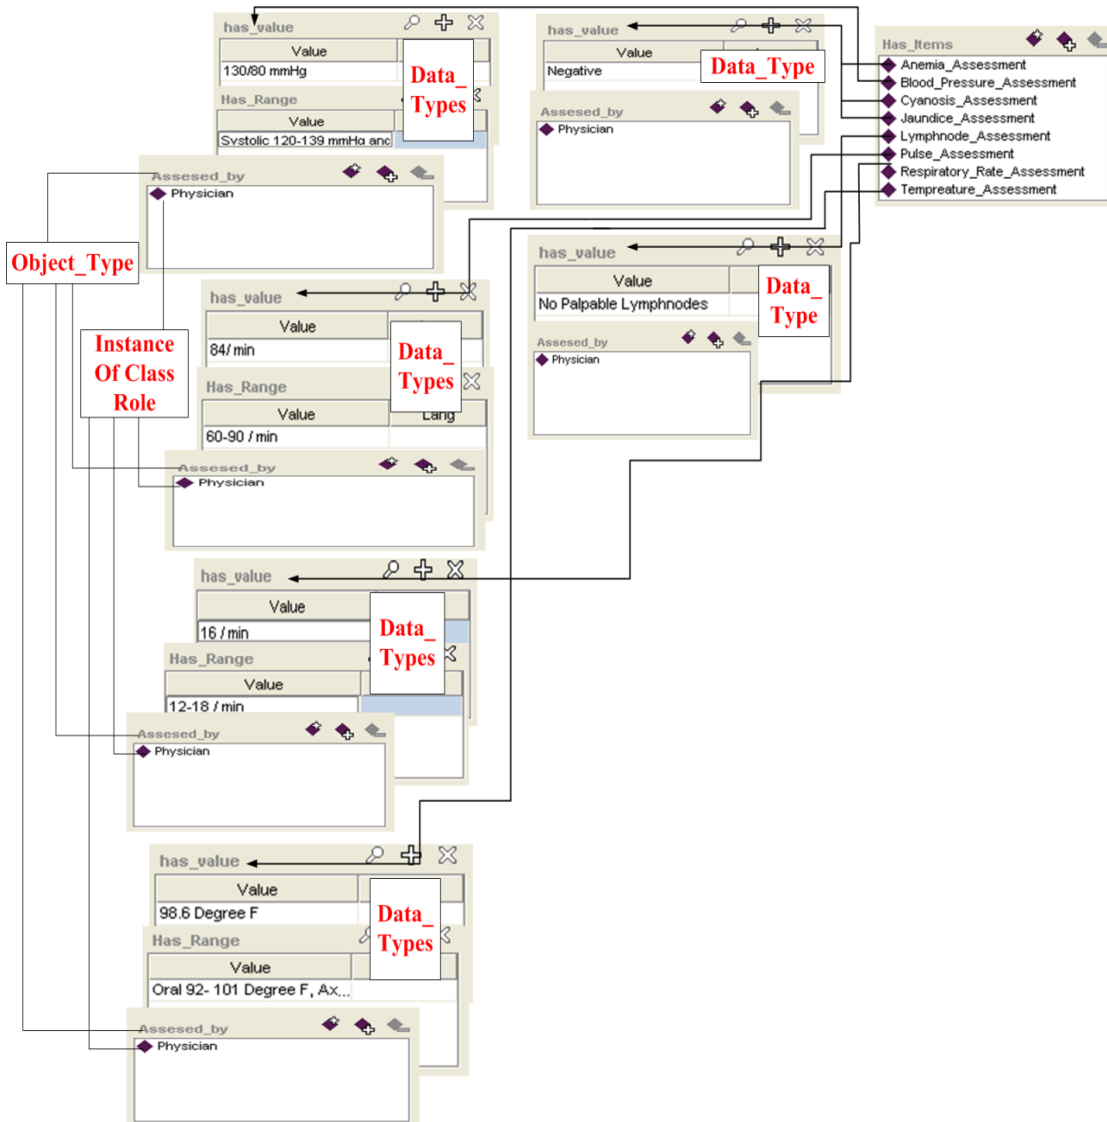 has_value
Value
130/80 mmHg
Has_Range
Value
Systolic 120-139 mmHg and
Data_
Types
Assesed_by
Physician
has_value
Value
Negative
Data_Type
Assesed_by
Physician
Has_Items
Anemia_Assessment
Blood_Pressure_Assessment
Cyanosis_Assessment
Jaundice_Assessment
Lymphnode_Assessment
Pulse_Assessment
Respiratory_Rate_Assessment
Tempreature_Assessment
Object_Type
Instance
Of Class
Role
has_value
Value
No Palpable Lymphnodes
Data_
Type
Assesed_by
Physician
has_value
Value
84/ min
Has_Range
Value
Lang
60-90 / min
Data_
Types
Assesed_by
Physician
has_value
Value
16 / min
Has_Range
Value
12-18 / min
Data_
Types
Assesed_by
Physician
has_value
Value
98.6 Degree F
Has_Range
Value
Oral 92- 101 Degree F, Ax...
Data_
Types
Assesed_by
Physician